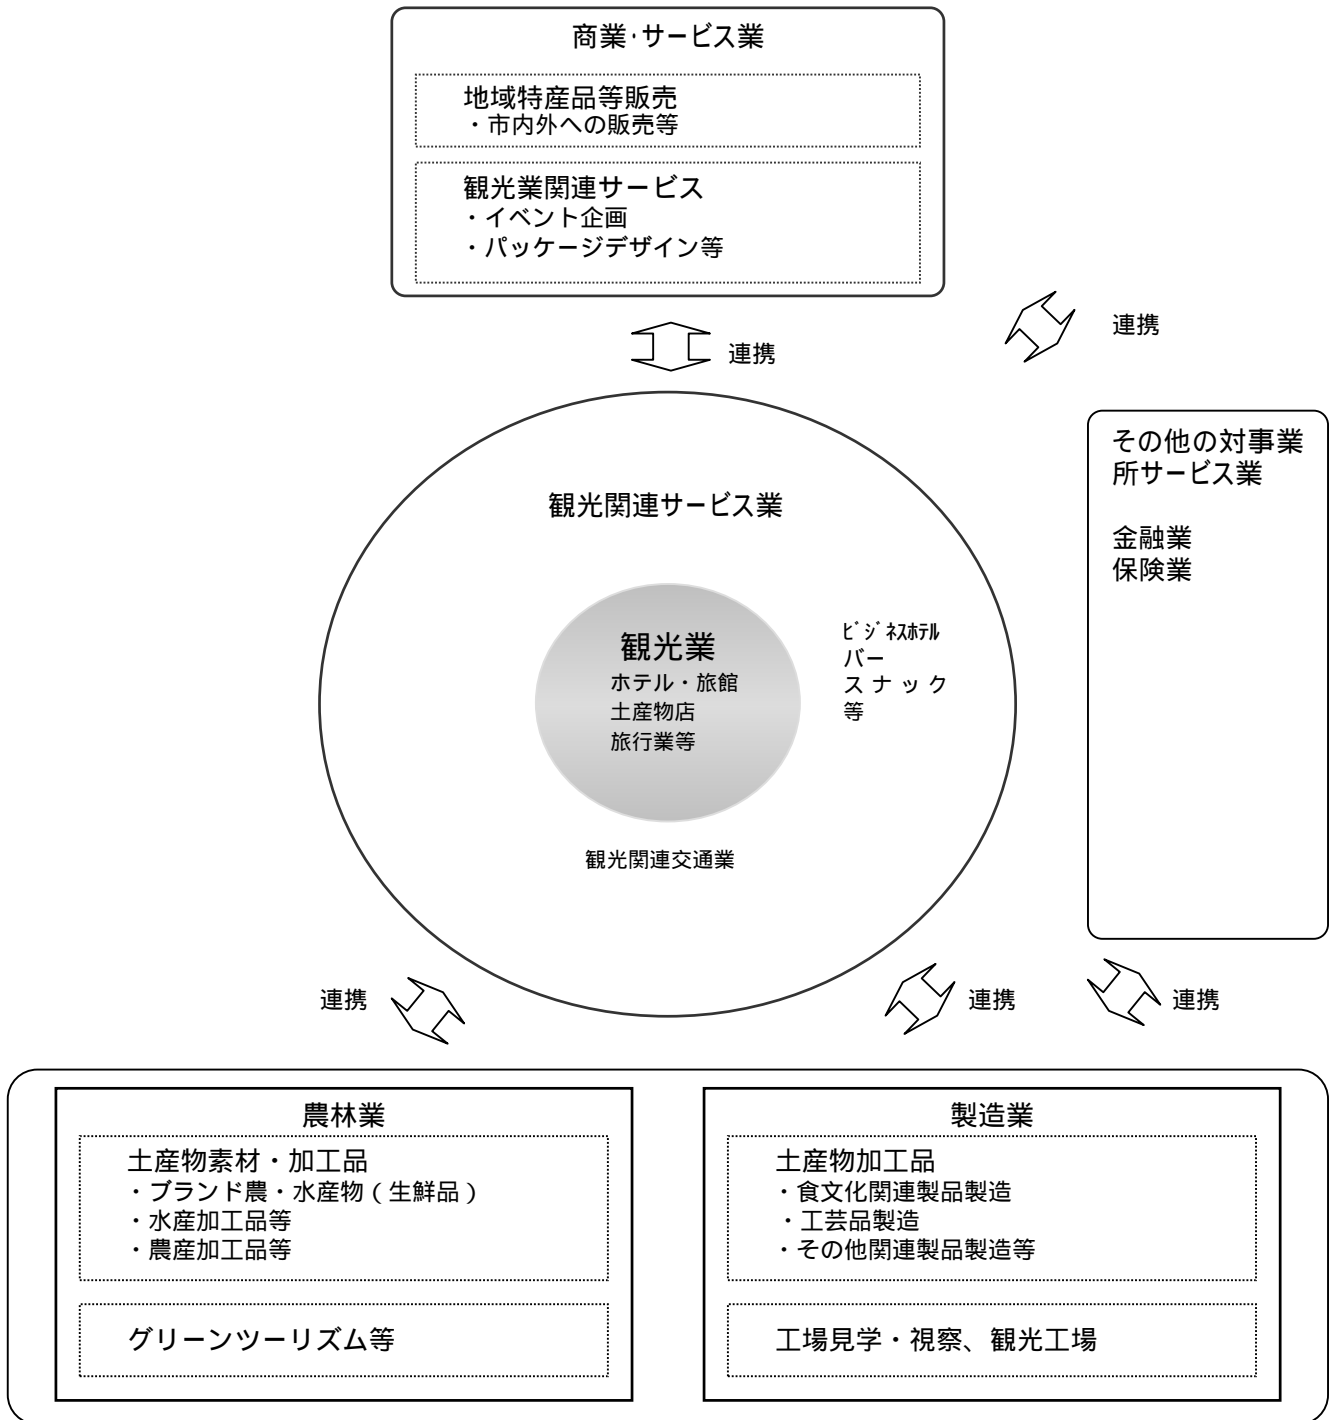 商業・サービス業
地域特産品等販売
・市内外への販売等
観光業関連サービス
・イベント企画
・パッケージデザイン等
連携
連携
その他の対事業
所サービス業
金融業
保険業
観光関連サービス業
観光業
ホテル・旅館
土産物店
旅行業等
ﾋﾞｼﾞﾈｽﾎﾃﾙ
バー
スナック
等
観光関連交通業
連携
連携
連携
農林業
土産物素材・加工品
・ブランド農・水産物（生鮮品）
・水産加工品等
・農産加工品等
グリーンツーリズム等
製造業
土産物加工品
・食文化関連製品製造
・工芸品製造
・その他関連製品製造等
工場見学・視察、観光工場